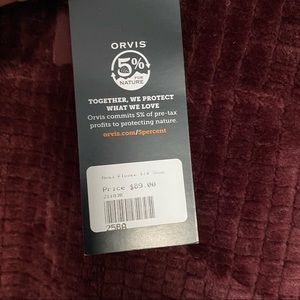 ORVIS
5%
FOR
NATURE
TOGETHER, WE PROTECT
WHAT WE LOVE
Orvis commits 5% of pre-tax
profits to protecting nature.
orvis.com/5percent
Price $89.00